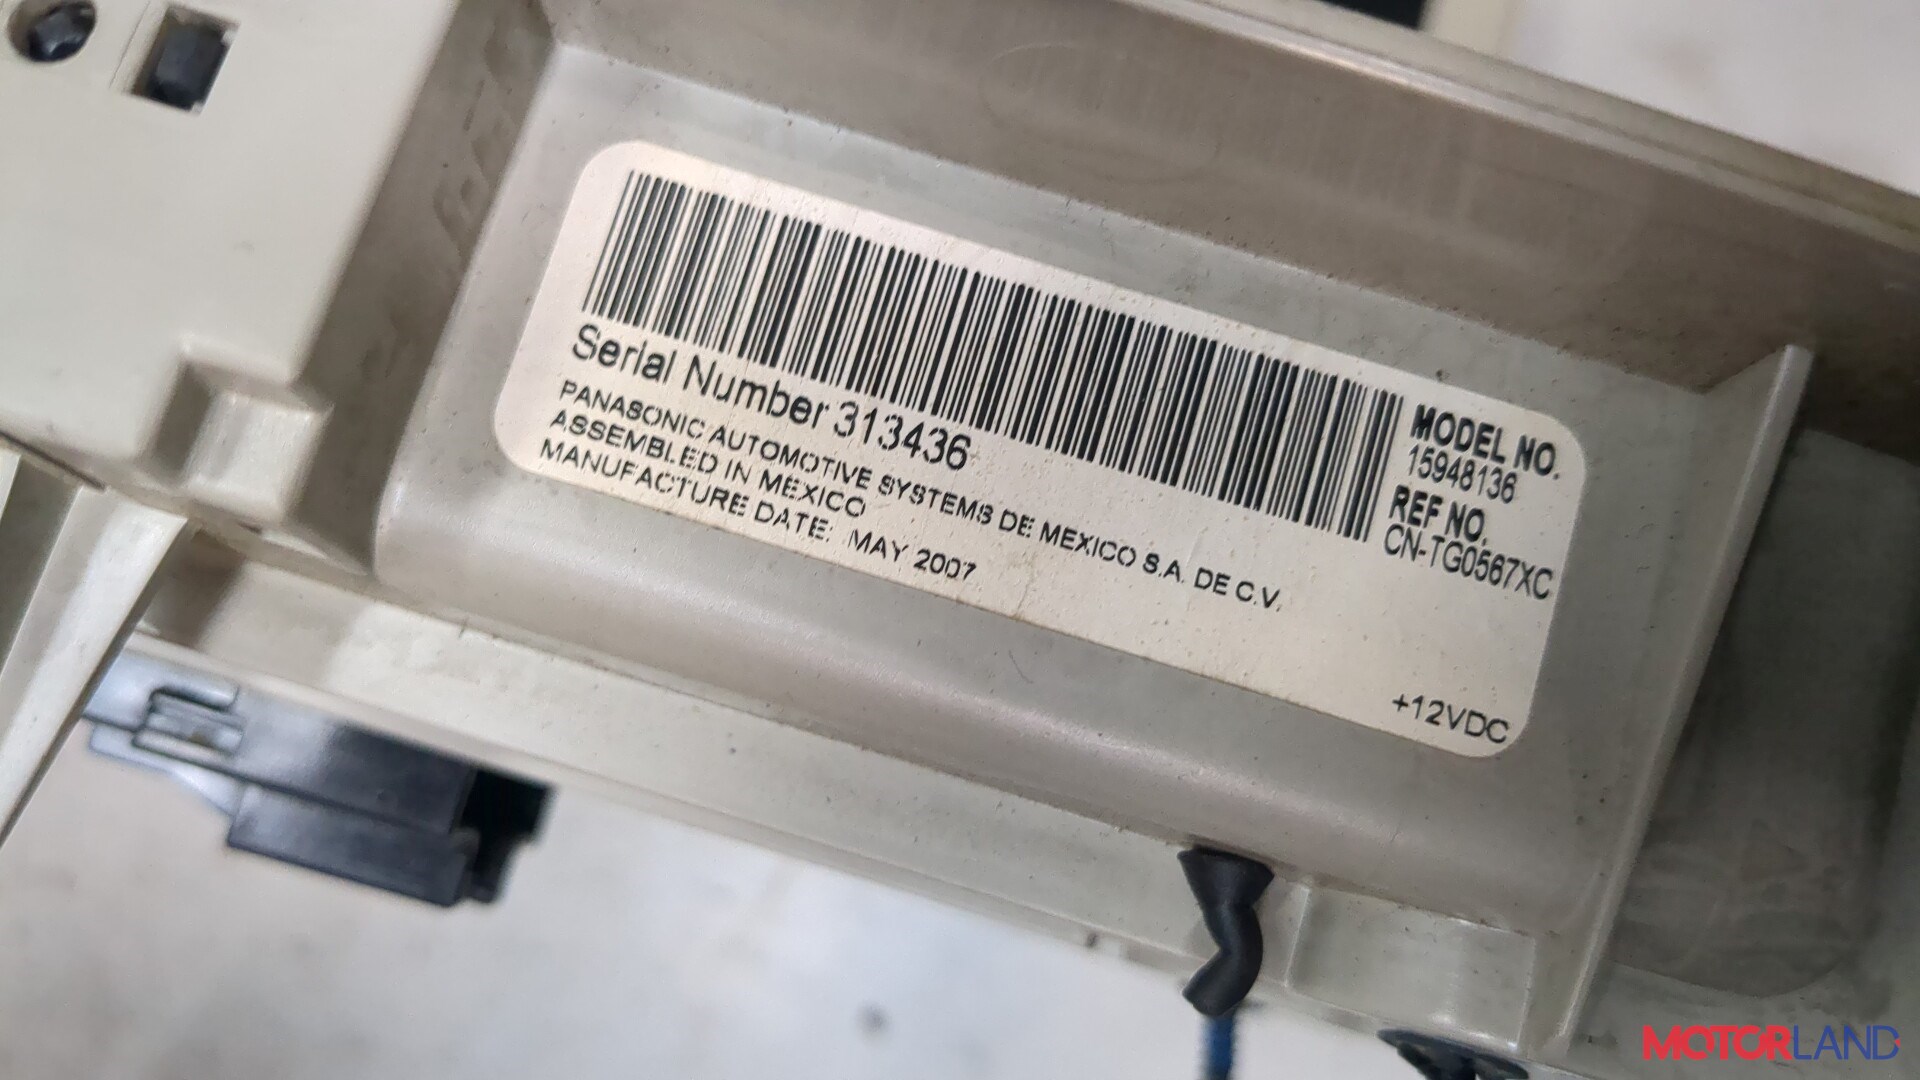 Serial Number 313436
PANASONIC AUTOMOTIVE SYSTEMS DE MEXICO S.A. DE C.V.
ASSEMBLED IN MEXICO
MANUFACTURE DATE: MAY 2007
MODEL NO.
15948136
REF NO.
CN-TG0567XC
+12VDC
MOTORLAND